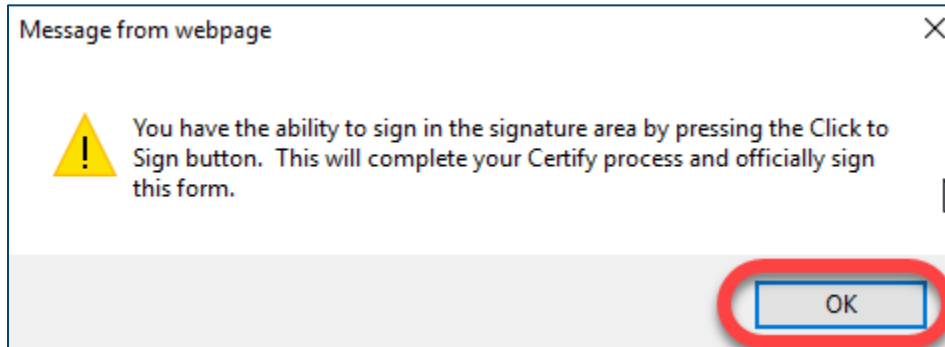 Message from webpage
You have the ability to sign in the signature area by pressing the Click to
Sign button.  This will complete your Certify process and officially sign
this form.
OK